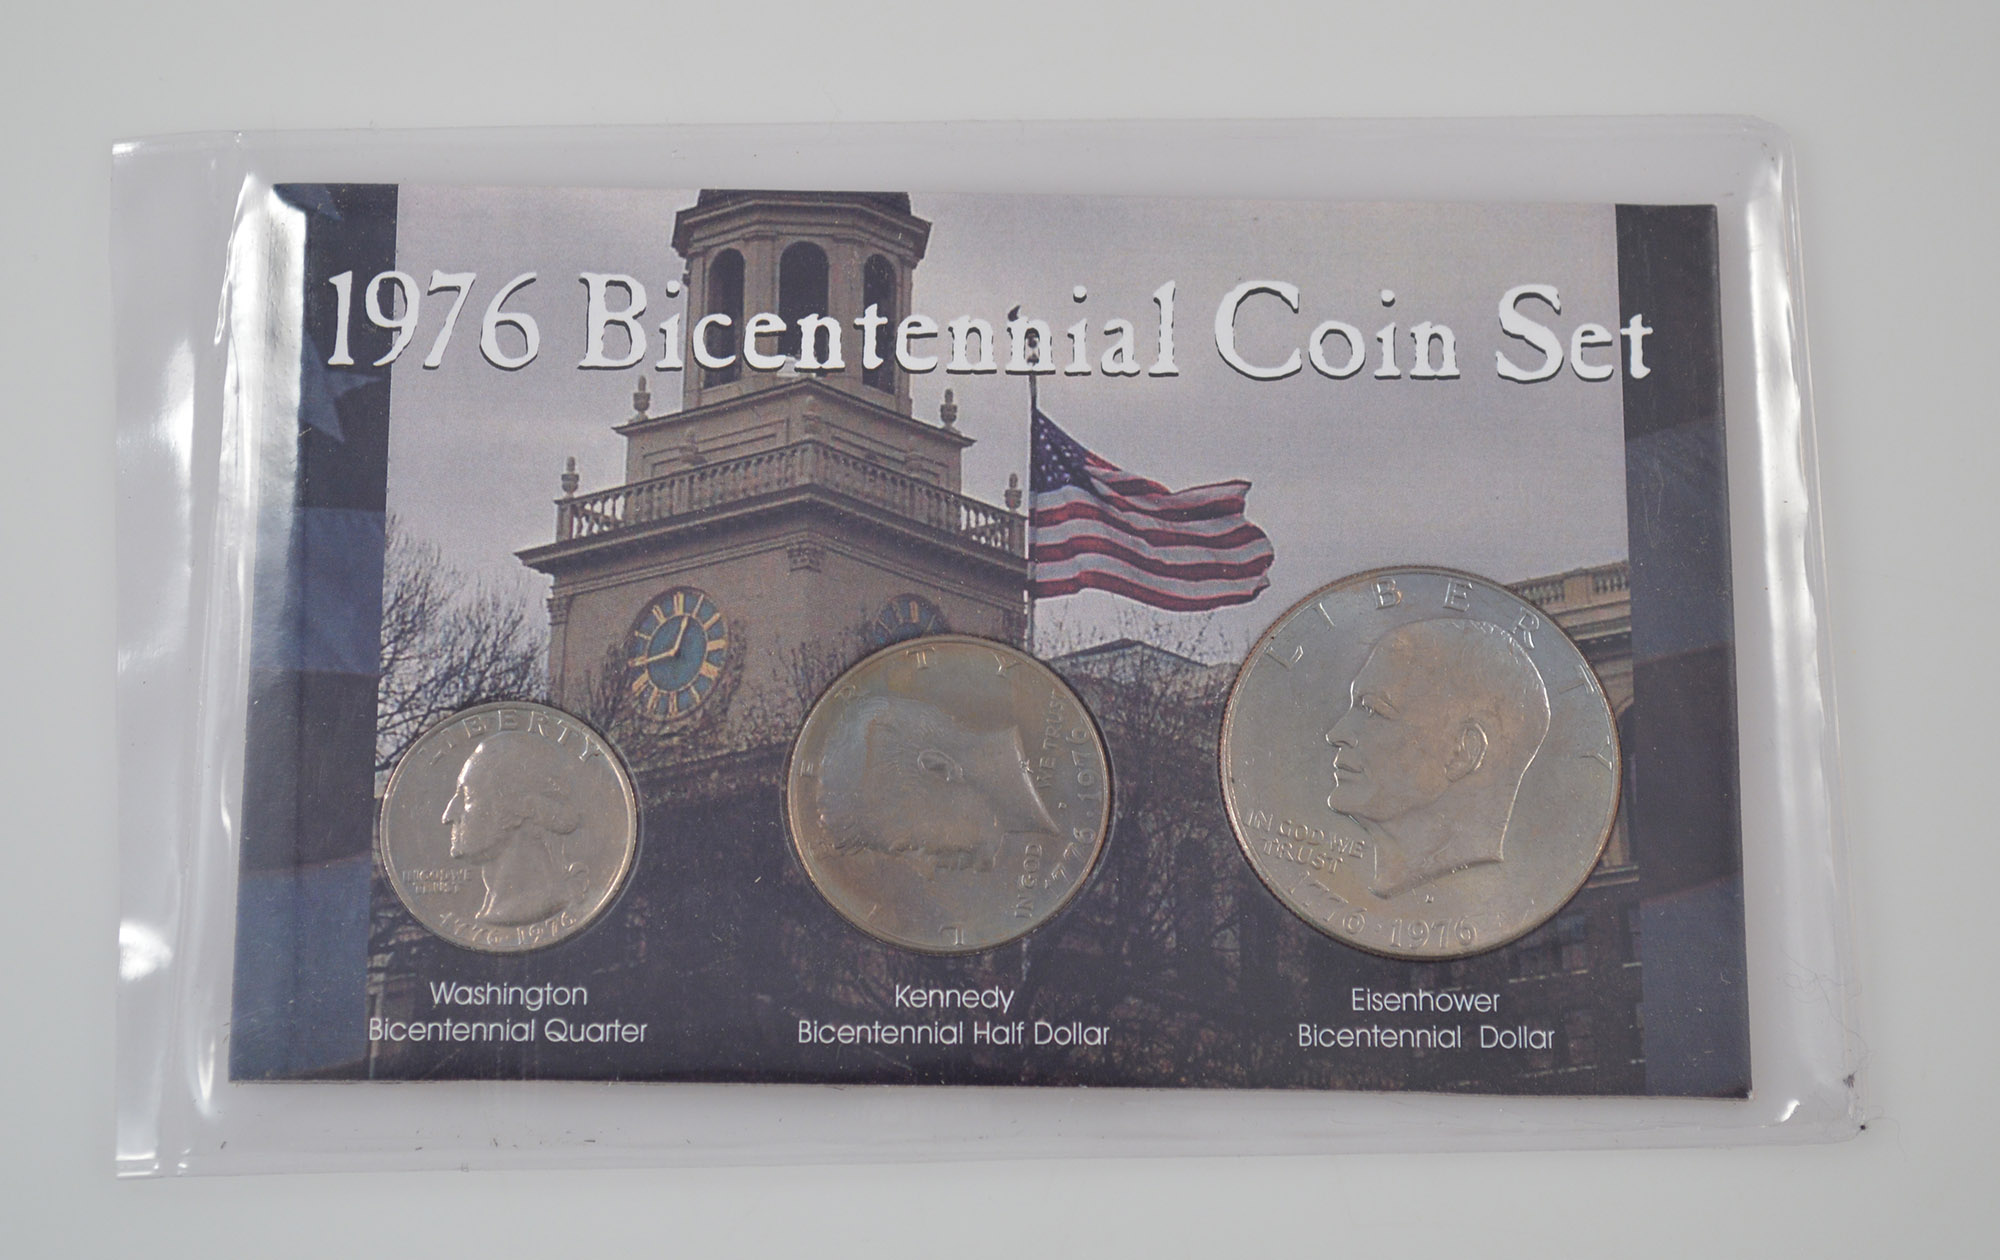 1976 Bicentennial Coin Set
LIBERTY
IN GOD WE
TRUST
1776·1976
Washington
Bicentennial Quarter
LIBERTY
IN GOD WE TRUST
D
1776·1976
Kennedy
Bicentennial Half Dollar
LIBERTY
IN GOD WE
TRUST
1776·1976
Eisenhower
Bicentennial Dollar